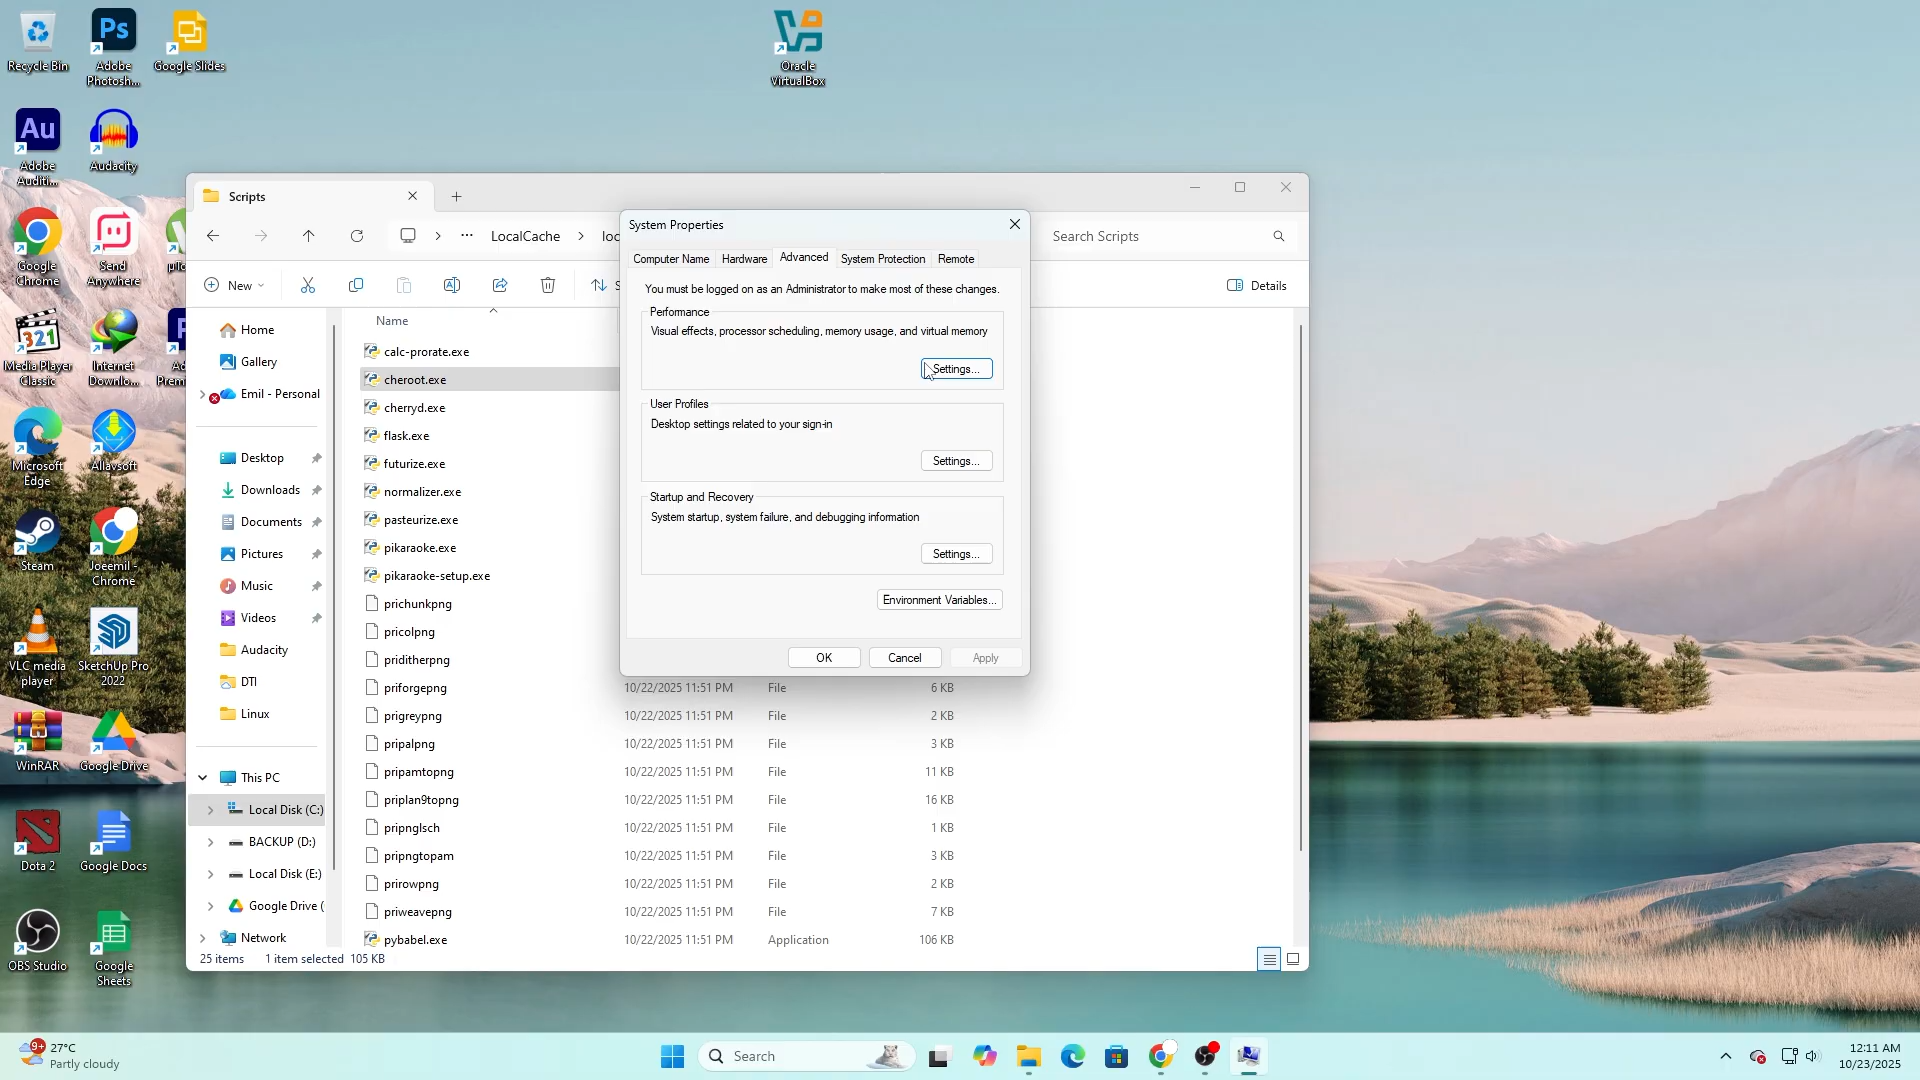 Recycle Bin
Adobe
Photosh...
Google Slides
Oracle
VirtualBox
Adobe
Auditi...
Audacity
Google
Chrome
Send
Anywhere
Media Player
Classic
Internet
Downlo...
Microsoft
Edge
Allavsoft
Steam
Joeemil -
Chrome
VLC media
player
SketchUp Pro
2022
WinRAR
Google Drive
Dota 2
Google Docs
OBS Studio
Google
Sheets
Scripts
LocalCache
Search Scripts
New
Details
Home
Gallery
Emil - Personal
Desktop
Downloads
Documents
Pictures
Music
Videos
Audacity
DTI
Linux
This PC
Local Disk (C:)
BACKUP (D:)
Local Disk (E:)
Google Drive (
Network
Name
calc-prorate.exe
cheroot.exe
cherryd.exe
flask.exe
futurize.exe
normalizer.exe
pasteurize.exe
pikaraoke.exe
pikaraoke-setup.exe
prichunkpng
pricolpng
priditherpng
priforgepng 10/22/2025 11:51 PM File 6 KB
prigreypng 10/22/2025 11:51 PM File 2 KB
pripalpng 10/22/2025 11:51 PM File 3 KB
pripamtopng 10/22/2025 11:51 PM File 11 KB
priplan9topng 10/22/2025 11:51 PM File 16 KB
pripnglsch 10/22/2025 11:51 PM File 1 KB
pripngtopam 10/22/2025 11:51 PM File 3 KB
prirowpng 10/22/2025 11:51 PM File 2 KB
priweavepng 10/22/2025 11:51 PM File 7 KB
pybabel.exe 10/22/2025 11:51 PM Application 106 KB
25 items 1 item selected 105 KB
System Properties
Computer Name Hardware Advanced System Protection Remote
You must be logged on as an Administrator to make most of these changes.
Performance
Visual effects, processor scheduling, memory usage, and virtual memory
Settings...
User Profiles
Desktop settings related to your sign-in
Settings...
Startup and Recovery
System startup, system failure, and debugging information
Settings...
Environment Variables...
OK Cancel Apply
9+
27°C
Partly cloudy
Search
12:11 AM
10/23/2025